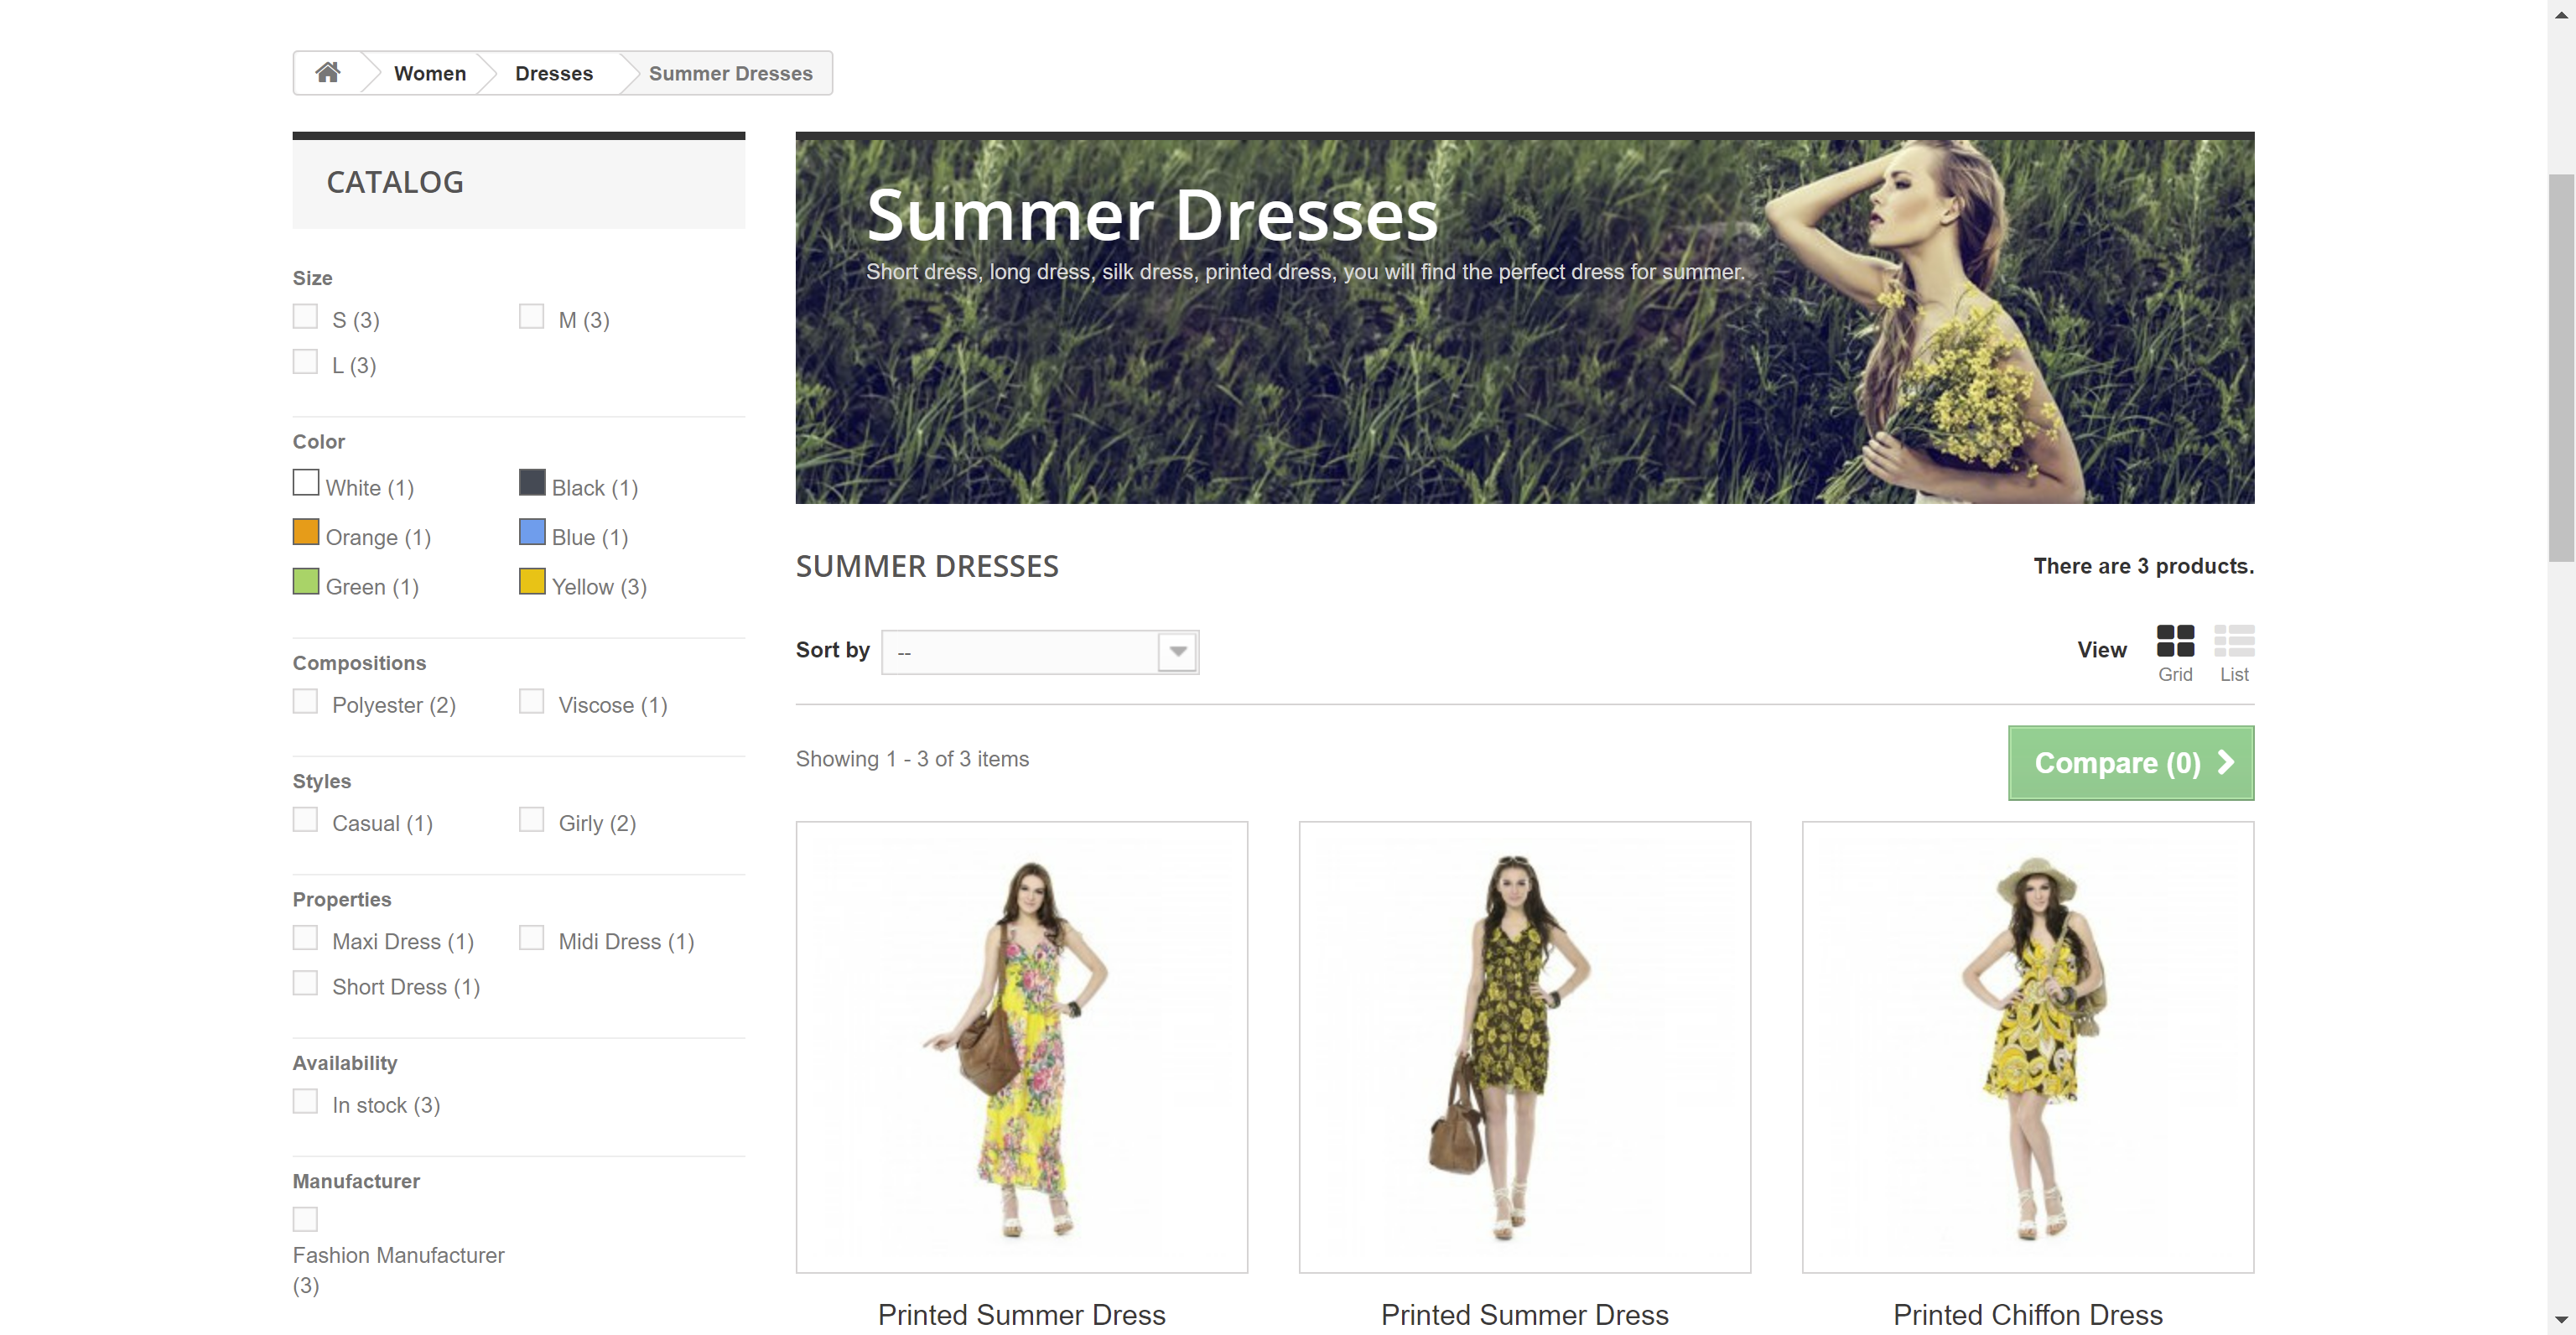 Women
Dresses
Summer Dresses
CATALOG
Size
S (3)
M (3)
L (3)
Color
White (1)
Black (1)
Orange (1)
Blue (1)
Green (1)
Yellow (3)
Compositions
Polyester (2)
Viscose (1)
Styles
Casual (1)
Girly (2)
Properties
Maxi Dress (1)
Midi Dress (1)
Short Dress (1)
Availability
In stock (3)
Manufacturer
Fashion Manufacturer
(3)
Summer Dresses
Short dress, long dress, silk dress, printed dress, you will find the perfect dress for summer.
SUMMER DRESSES
There are 3 products.
Sort by
--
View
Grid
List
Showing 1 - 3 of 3 items
Compare (0)
Printed Summer Dress
Printed Summer Dress
Printed Chiffon Dress